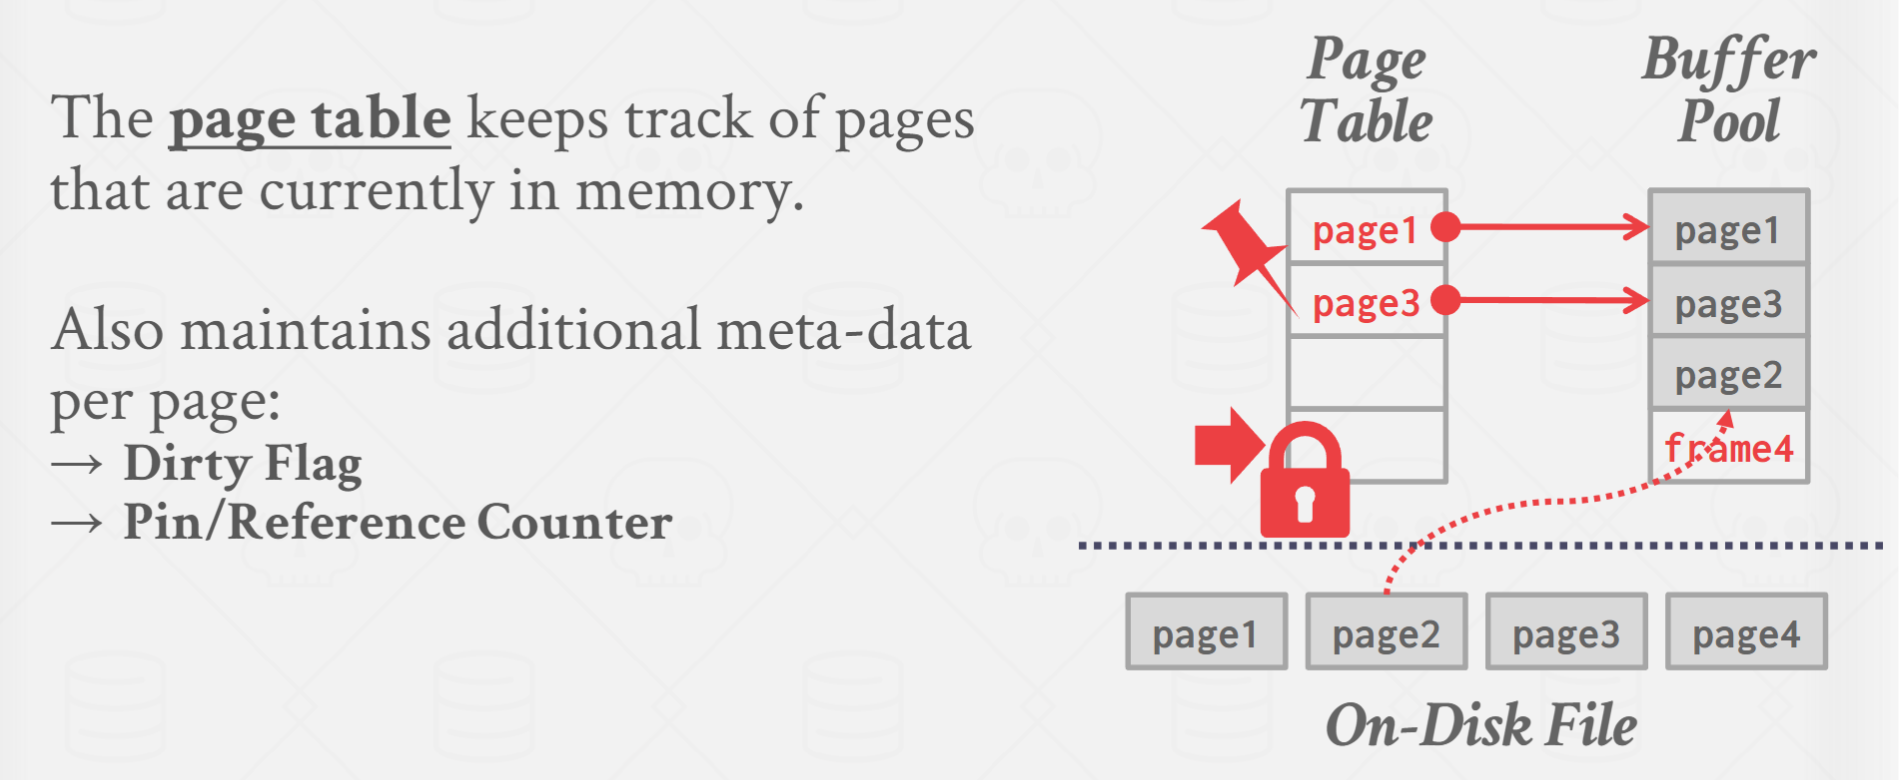 The page table keeps track of pages
that are currently in memory.
Also maintains additional meta-data
per page:
→ Dirty Flag
→ Pin/Reference Counter
Page
Table
page1
page3
Buffer
Pool
page1
page3
page2
frame4
page1
page2
page3
page4
On-Disk File